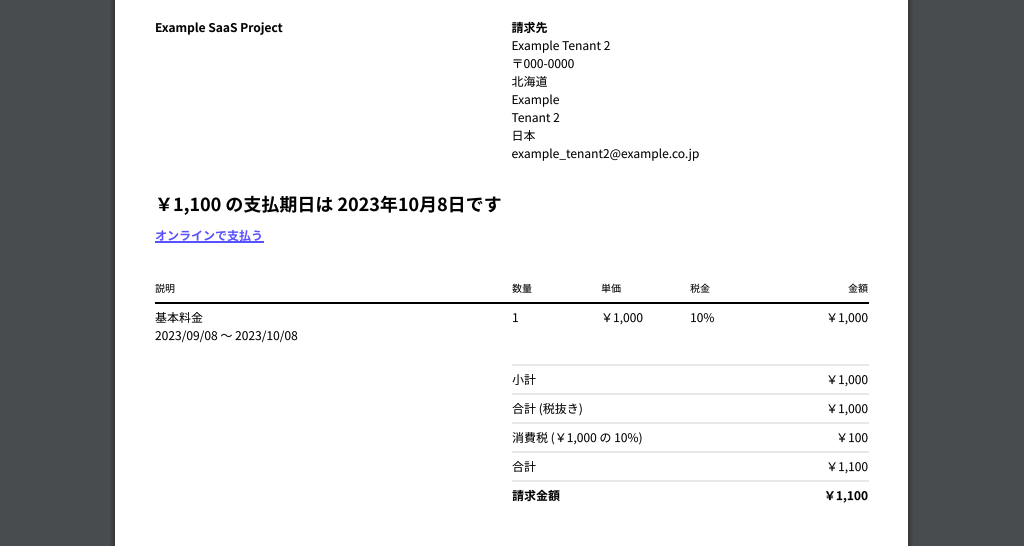 Example SaaS Project
請求先
Example Tenant 2
〒000-0000
北海道
Example
Tenant 2
日本
example_tenant2@example.co.jp
￥1,100 の支払期日は 2023年10月8日です
オンラインで支払う
説明 数量 単価 税金 金額
基本料金 1 ￥1,000 10% ￥1,000
2023/09/08 〜 2023/10/08
小計 ￥1,000
合計 (税抜き) ￥1,000
消費税 (￥1,000 の 10%) ￥100
合計 ￥1,100
請求金額 ￥1,100